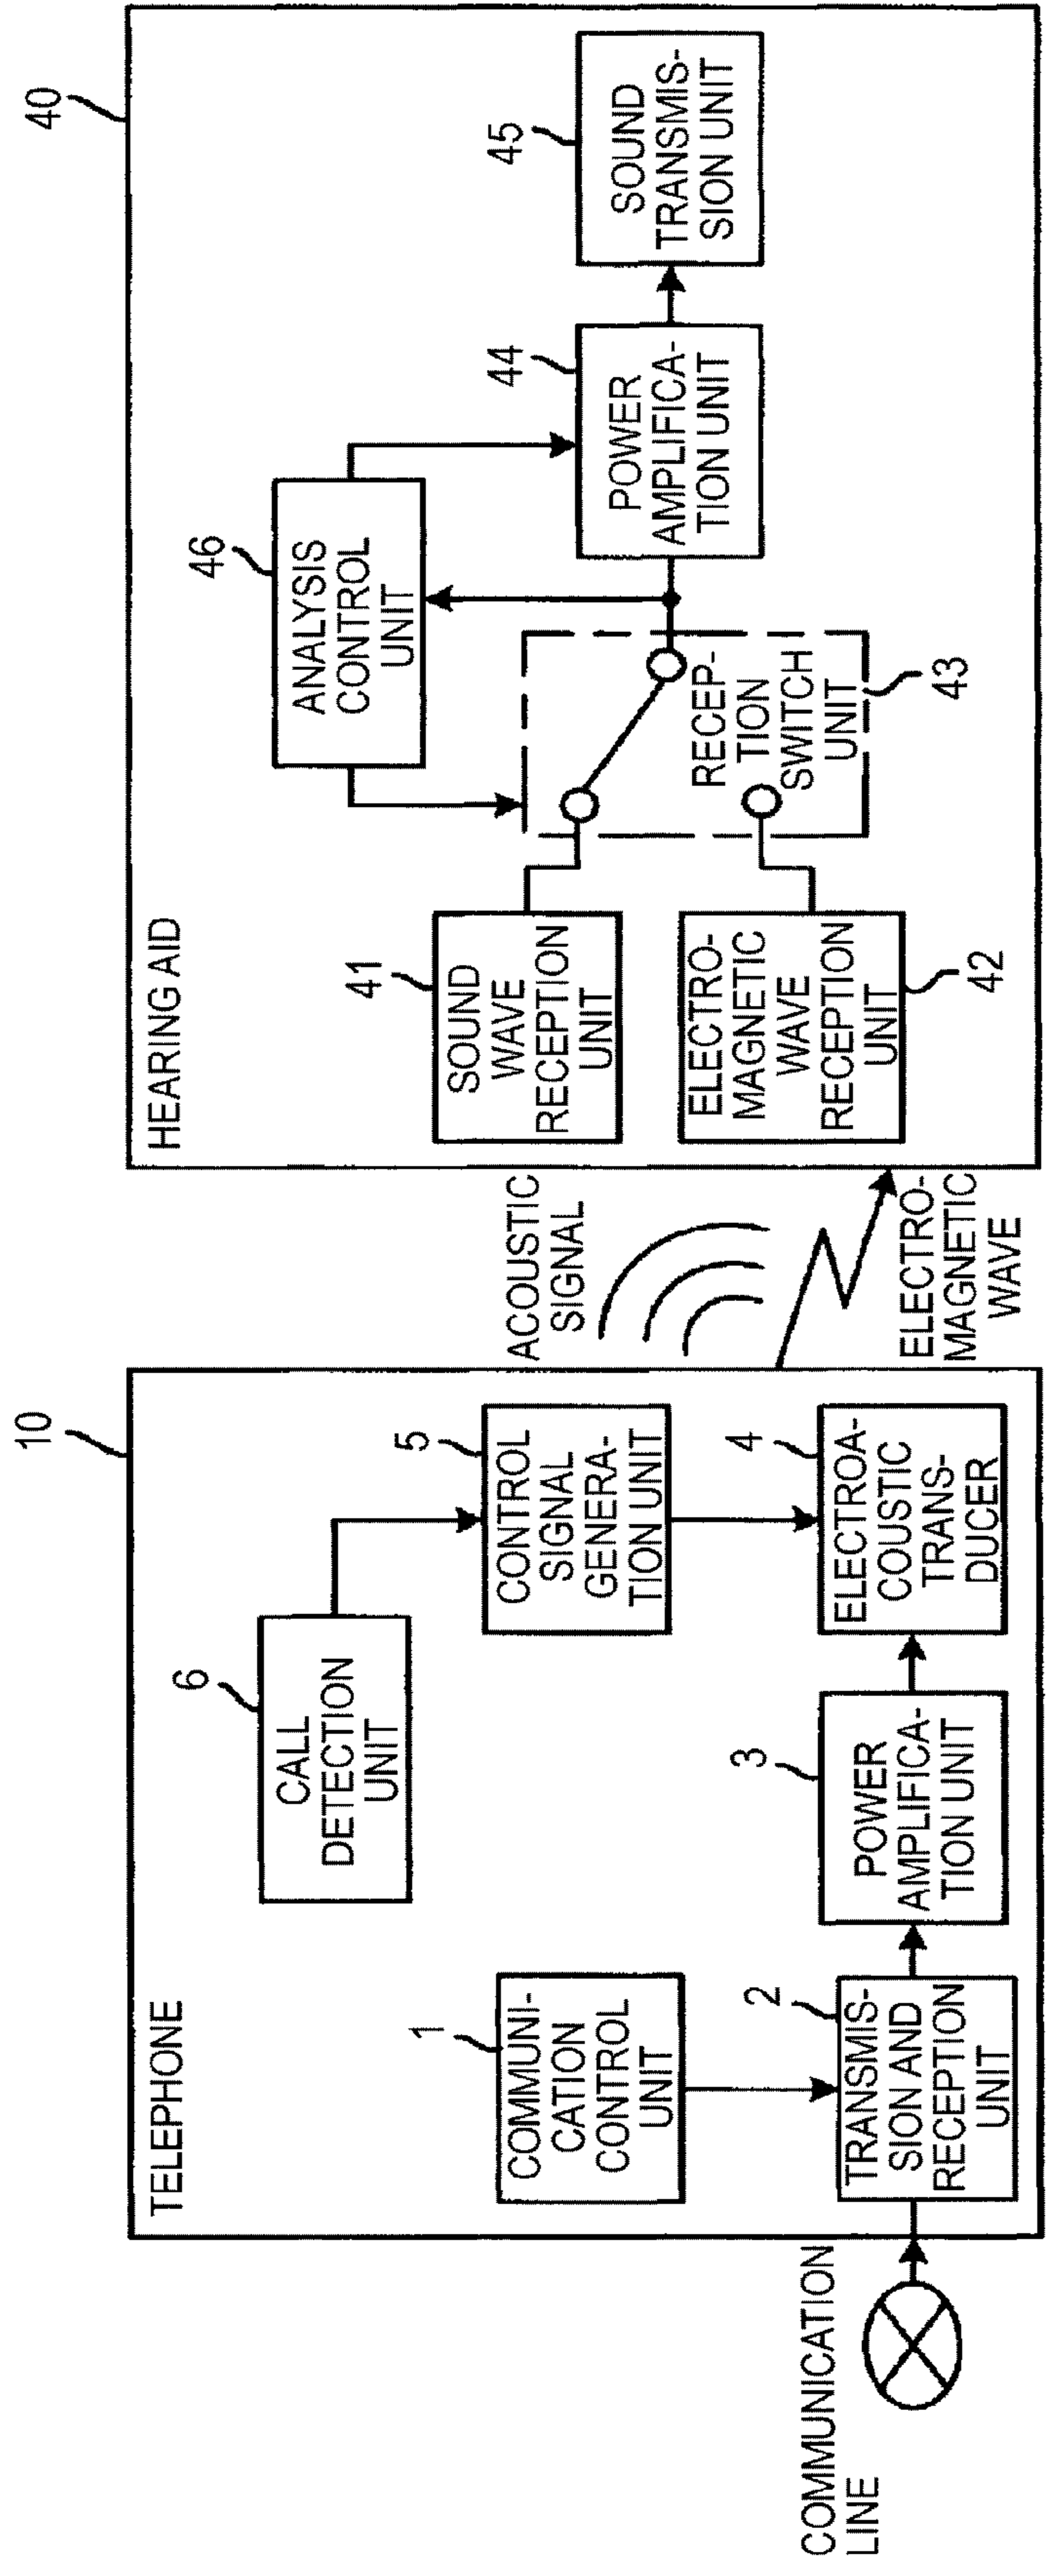 10
TELEPHONE
6
CALL
DETECTION
UNIT
1
COMMUNI-
CATION
CONTROL
UNIT
5
CONTROL
SIGNAL
GENERA-
TION UNIT
COMMUNICATION
LINE
2
TRANSMIS-
SION AND
RECEPTION
UNIT
3
POWER
AMPLIFICA-
TION UNIT
4
ELECTROA-
COUSTIC
TRANS-
DUCER
ACOUSTIC
SIGNAL
ELECTRO-
MAGNETIC
WAVE
40
HEARING AID
46
ANALYSIS
CONTROL
UNIT
41
SOUND
WAVE
RECEPTION
UNIT
ELECTRO-
MAGNETIC
WAVE
RECEPTION
UNIT
42
RECEP-
TION
SWITCH
UNIT
43
44
POWER
AMPLIFICA-
TION UNIT
45
SOUND
TRANSMIS-
SION UNIT